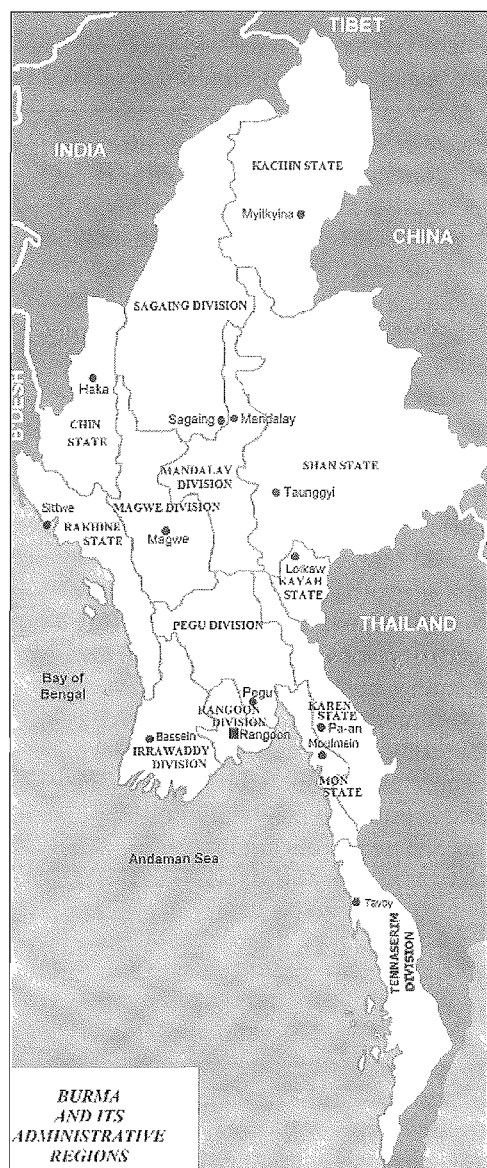 TIBET
INDIA
KACHIN STATE
Myitkyina
CHINA
SAGAING DIVISION
B'DESH
Haka
CHIN
STATE
Sagaing
Mandalay
MANDALAY
DIVISION
SHAN STATE
Taunggyi
Sittwe
RAKHINE
STATE
MAGWE DIVISION
Magwe
Loikaw
KAYAH
STATE
THAILAND
PEGU DIVISION
Bay of
Bengal
Pegu
RANGOON
DIVISION
Rangoon
Bassein
IRRAWADDY
DIVISION
KAREN
STATE
Pa-an
Moulmein
MON
STATE
Andaman Sea
Tavoy
TENNASERIM
DIVISION
BURMA
AND ITS
ADMINISTRATIVE
REGIONS